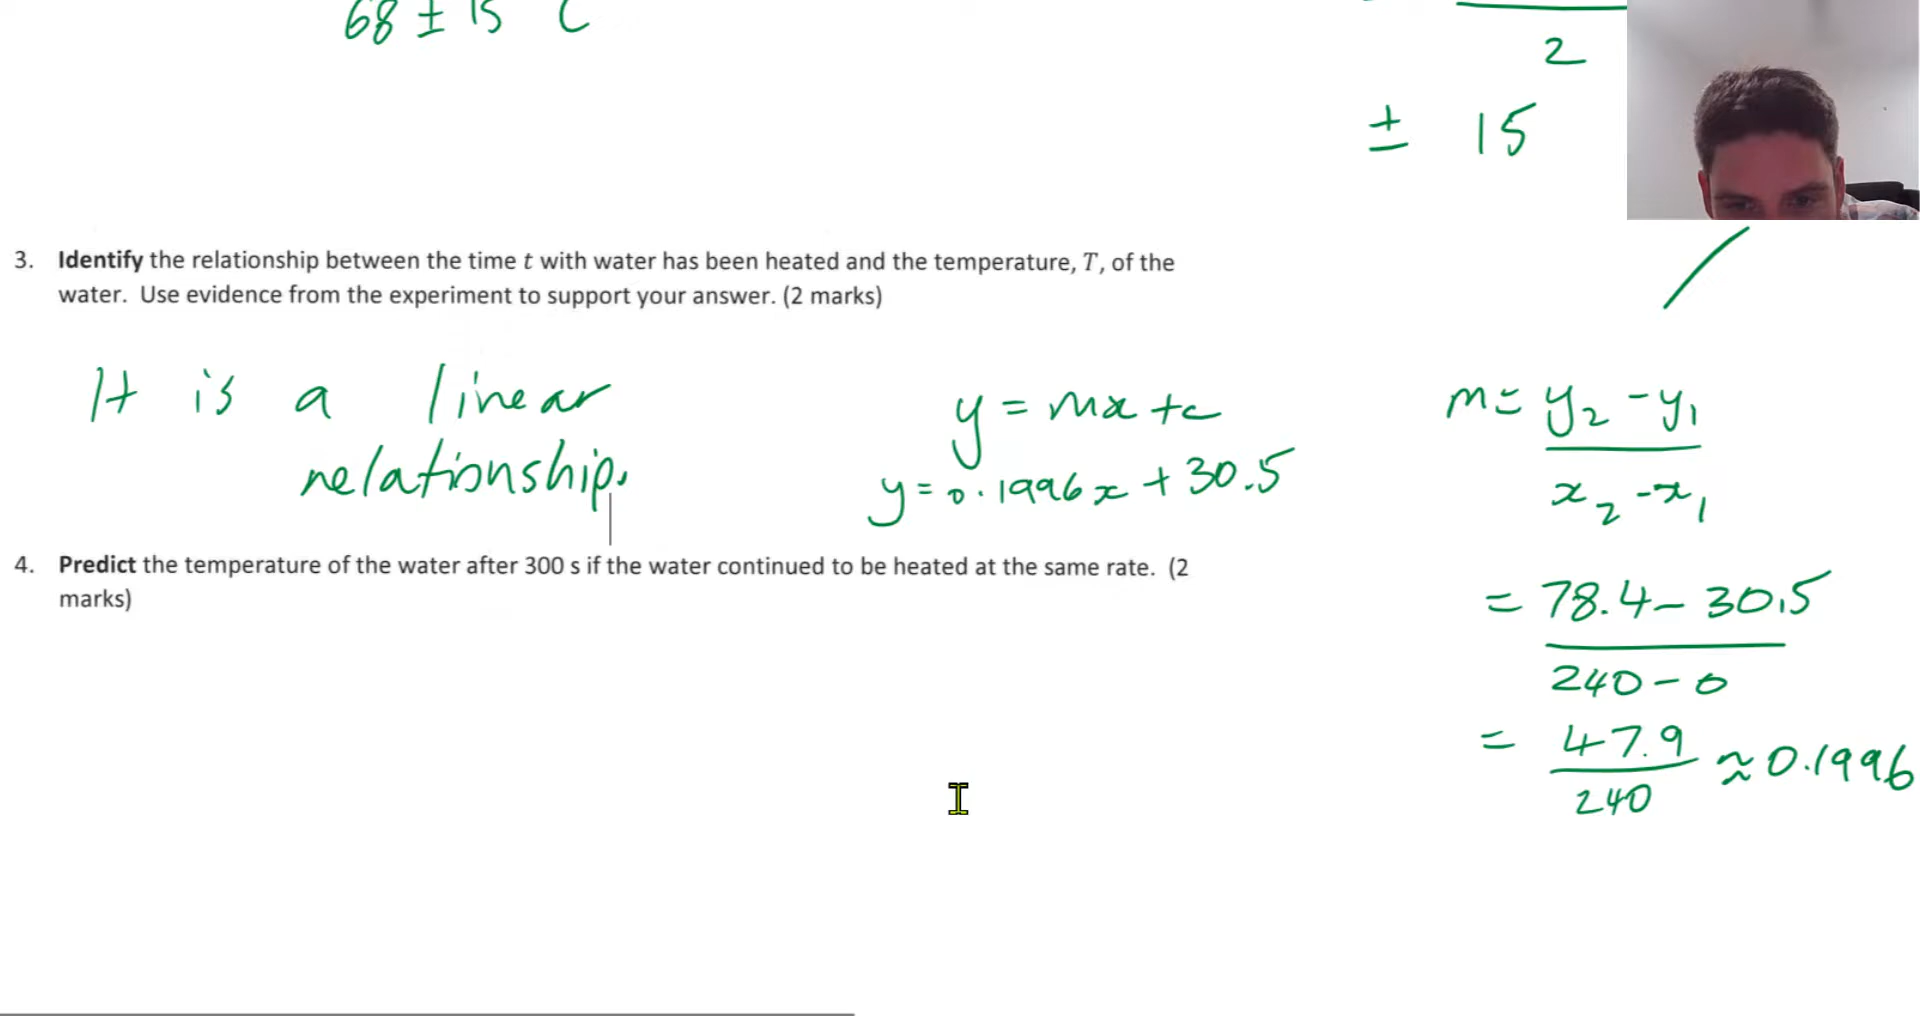 68 ± 15 C
2
± 15
3. Identify the relationship between the time t with water has been heated and the temperature, T, of the
water. Use evidence from the experiment to support your answer. (2 marks)
It is a linear
relationship.
y = mx + c
y = 0.1996x + 30.5
m = y₂ - y₁
x₂ - x₁
= 78.4 - 30.5
240 - 0
= 47.9
240
≈ 0.1996
4. Predict the temperature of the water after 300 s if the water continued to be heated at the same rate. (2
marks)